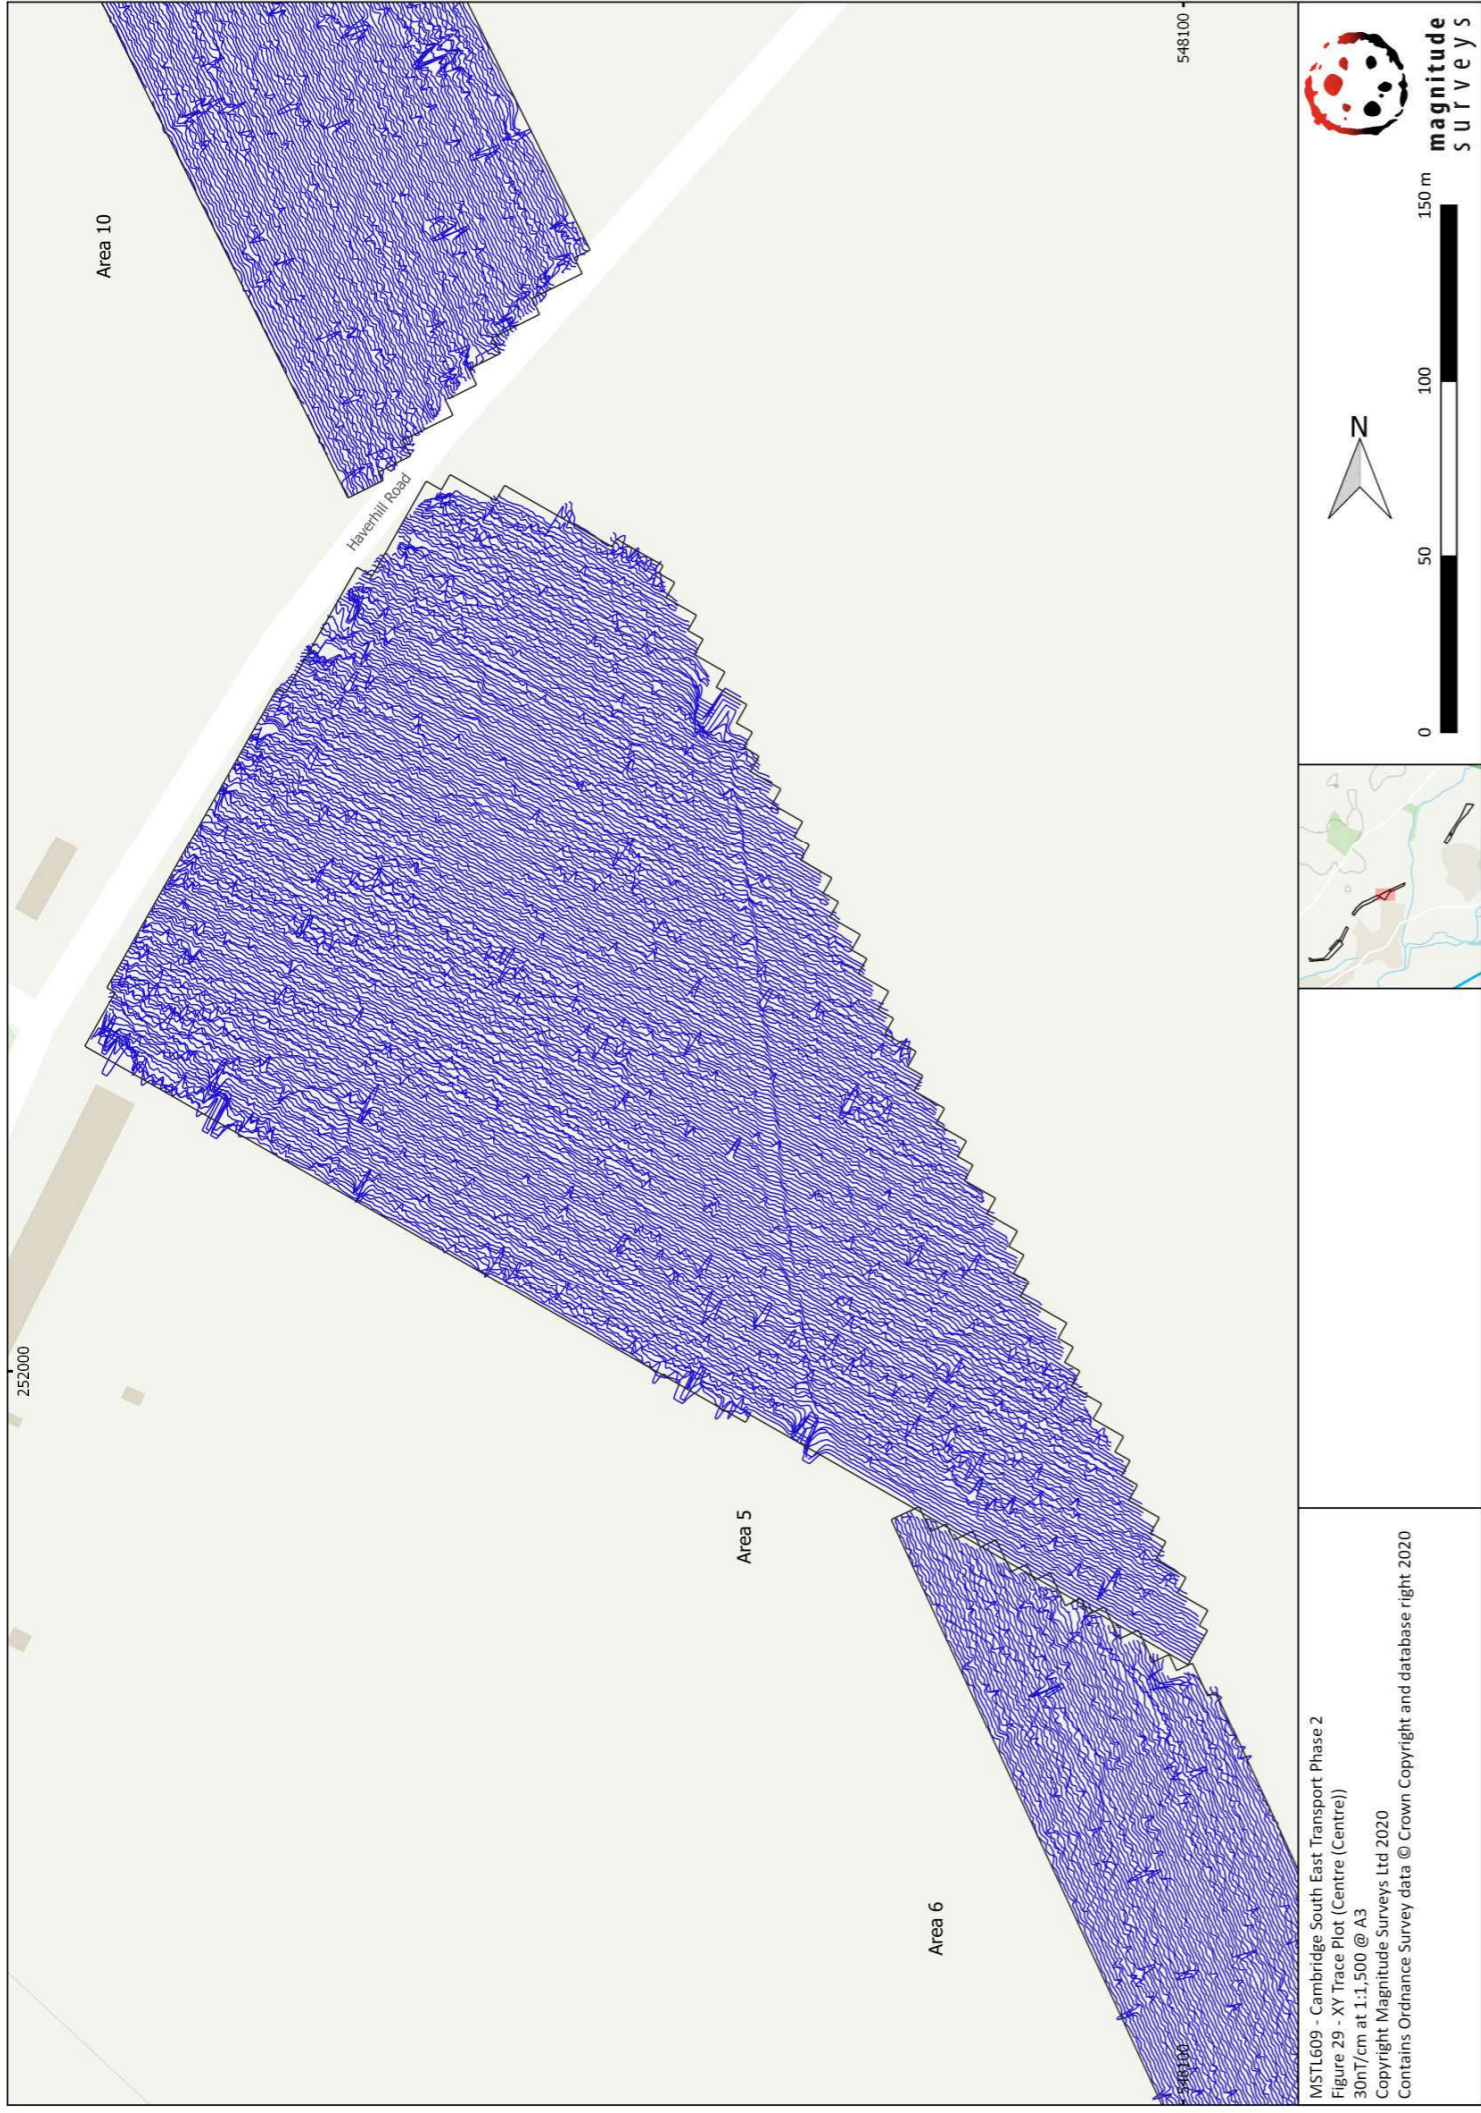 252000
548100
548100
Area 10
Haverhill Road
Area 5
Area 6
MSTL609 - Cambridge South East Transport Phase 2
Figure 29 - XY Trace Plot (Centre (Centre))
30nT/cm at 1:1,500 @ A3
Copyright Magnitude Surveys Ltd 2020
Contains Ordnance Survey data © Crown Copyright and database right 2020
N
0 50 100 150 m
magnitude
surveys